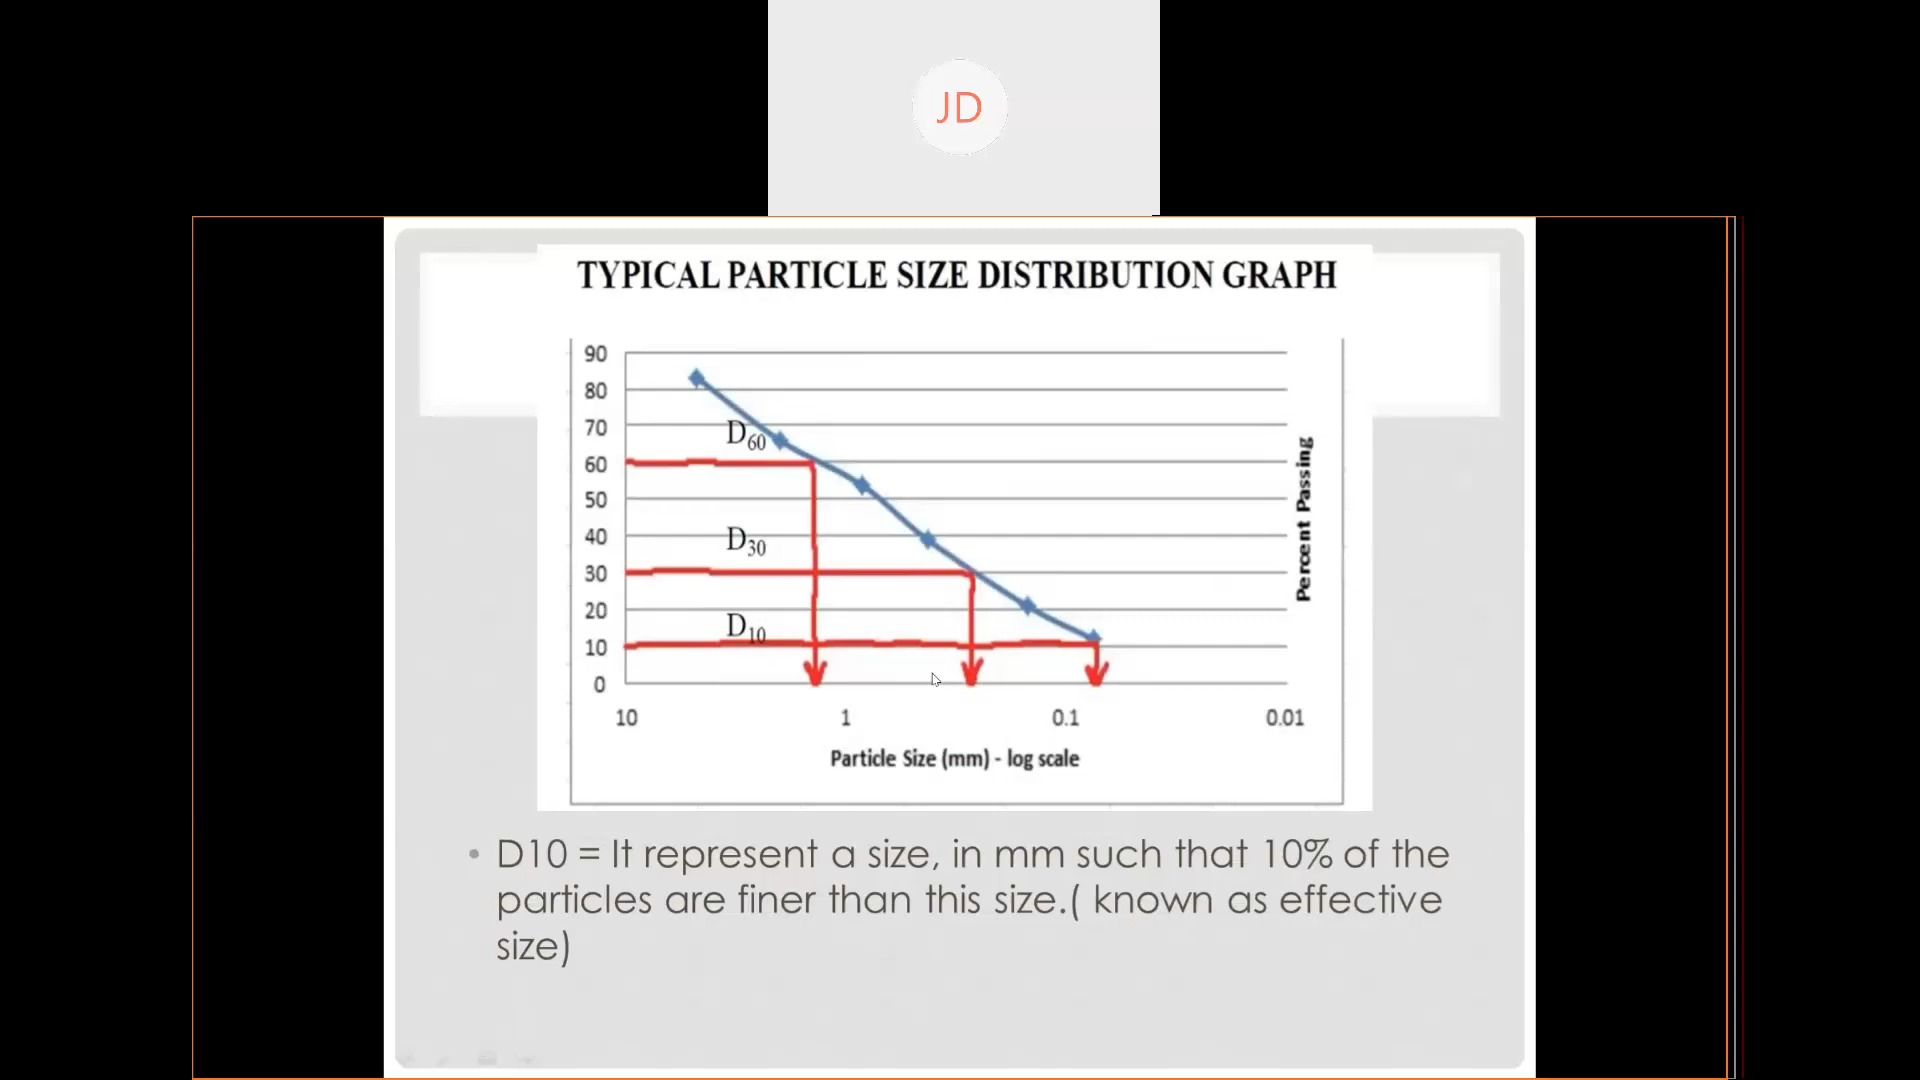 JD
TYPICAL PARTICLE SIZE DISTRIBUTION GRAPH
90
80
70
60
50
40
30
20
10
0
D60
D30
D10
Percent Passing
10 1 0.1 0.01
Particle Size (mm) - log scale
• D10 = It represent a size, in mm such that 10% of the
particles are finer than this size.( known as effective
size)